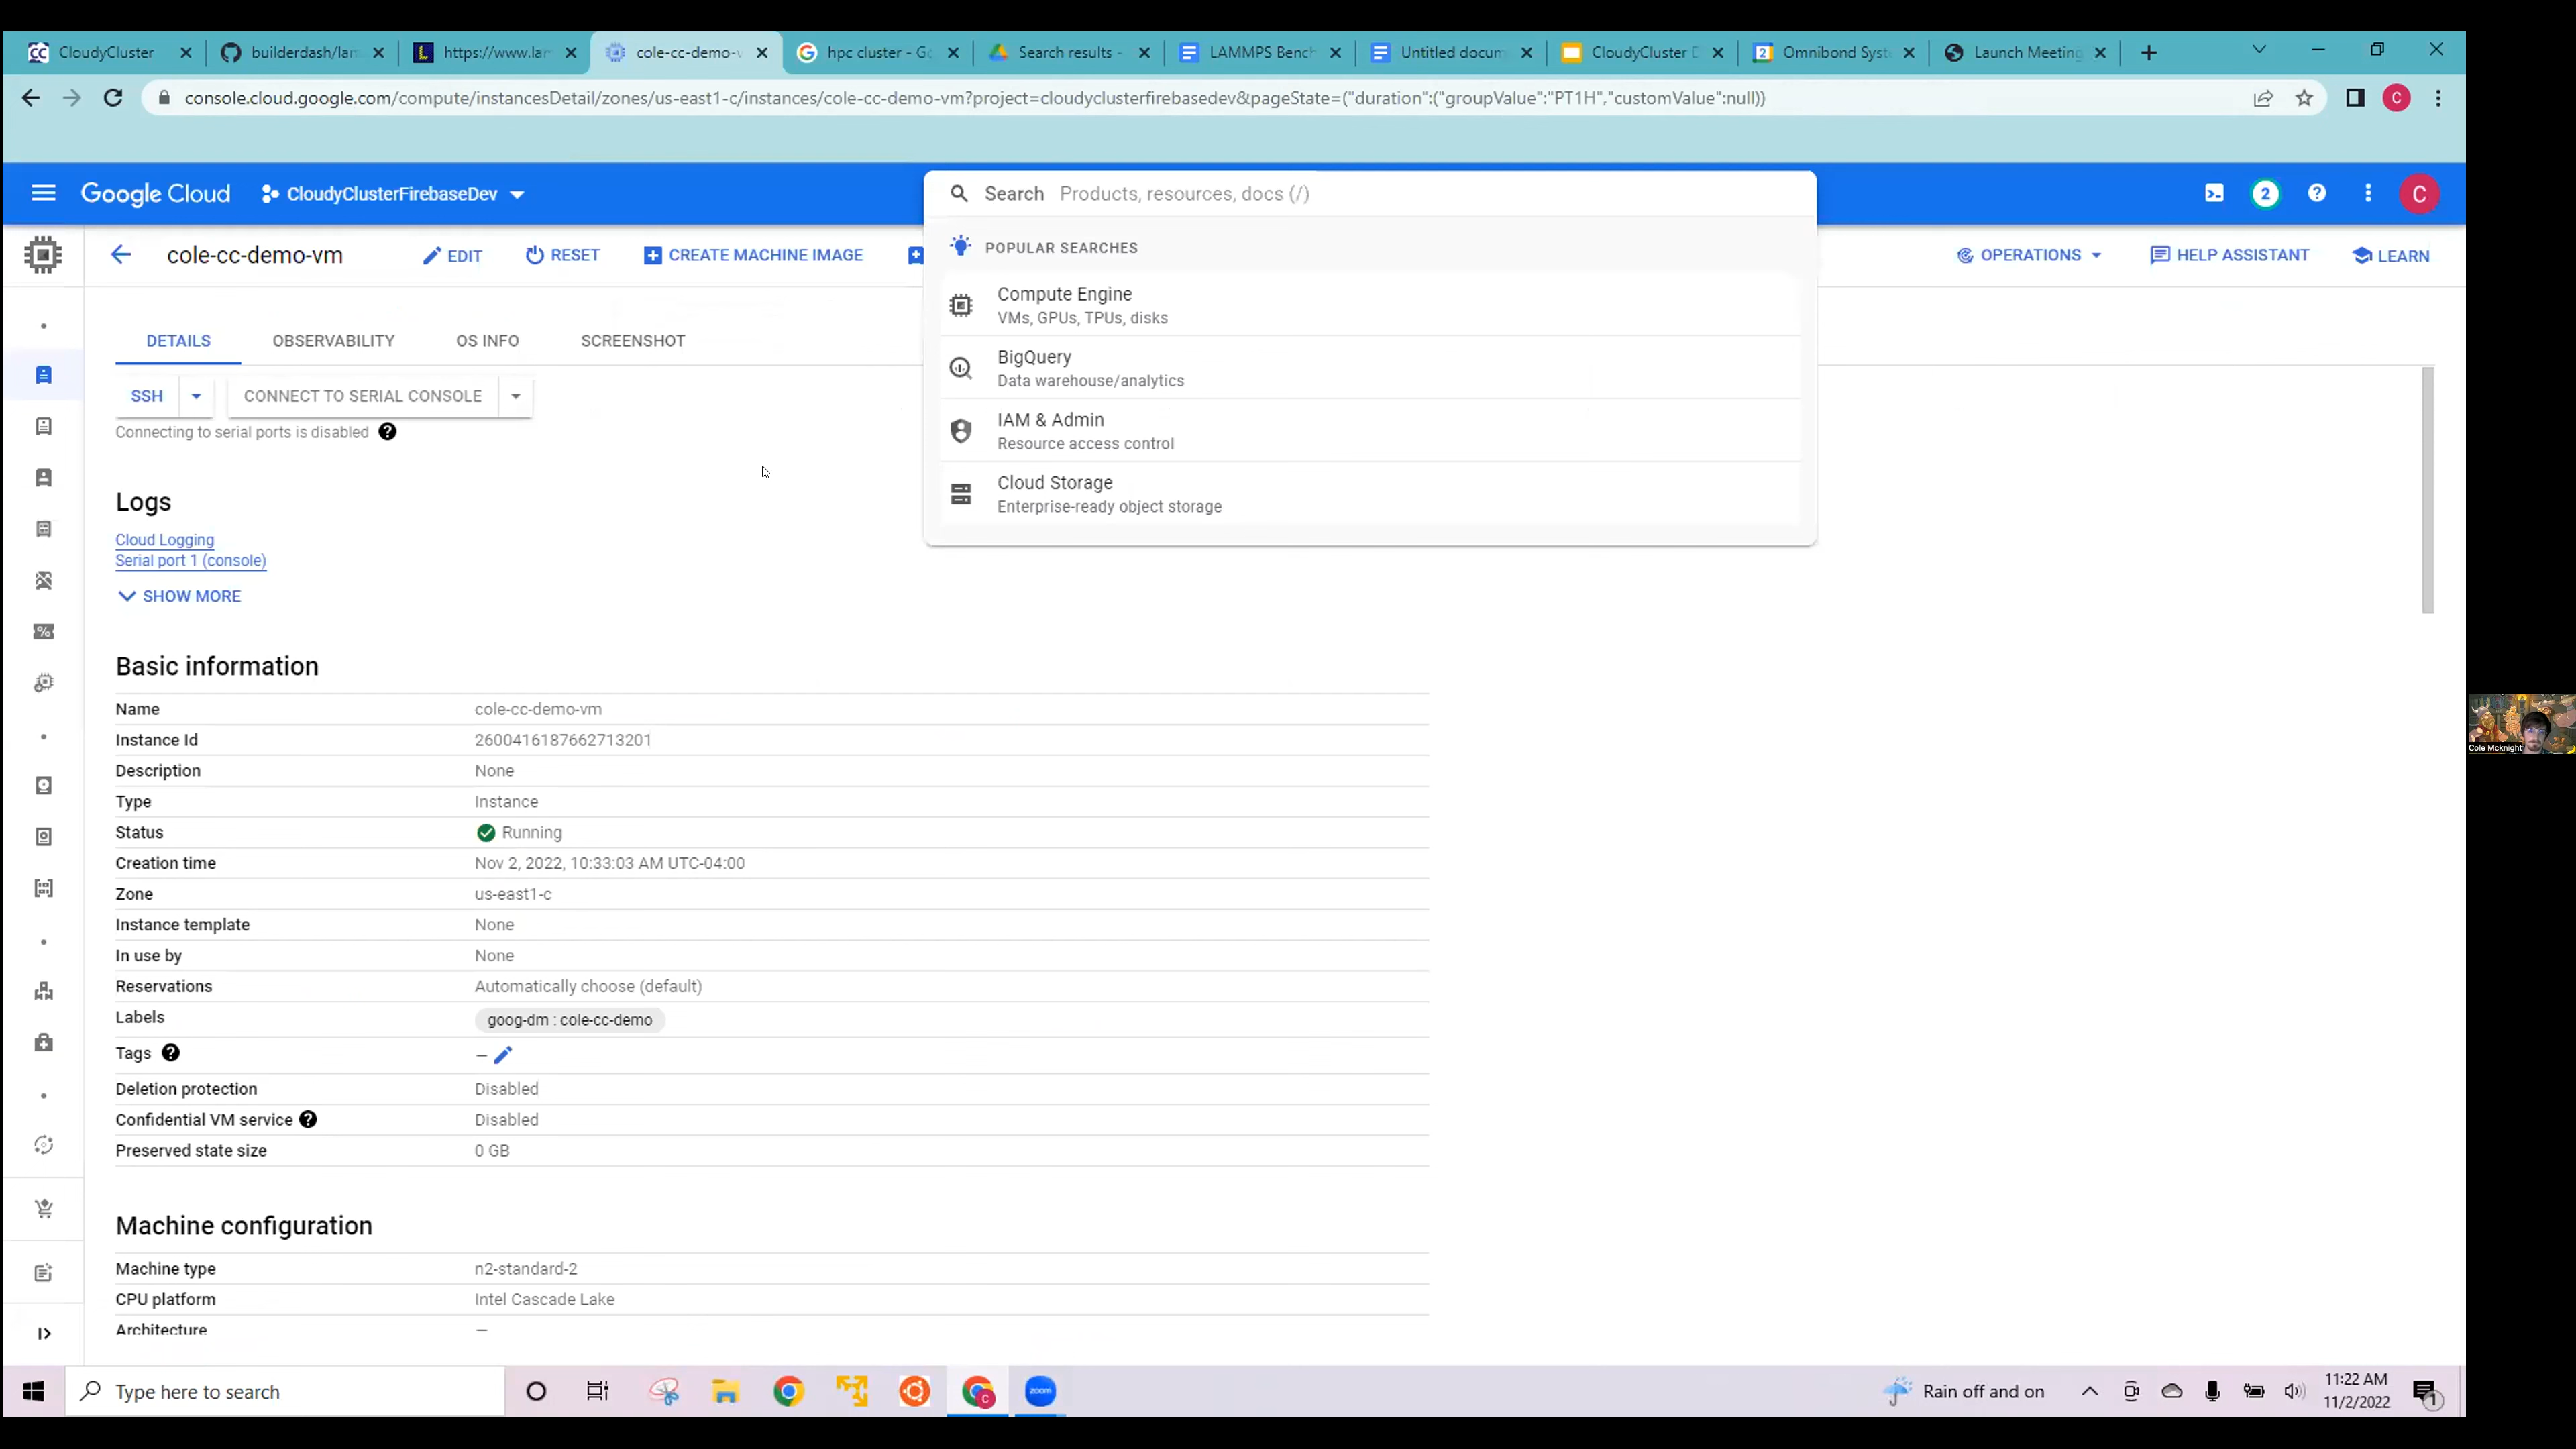 CloudyCluster
builderdash/lam
https://www.lam
cole-cc-demo-v
hpc cluster - Go
Search results -
LAMMPS Bench
Untitled docum
CloudyCluster D
Omnibond Syst
Launch Meeting
console.cloud.google.com/compute/instancesDetail/zones/us-east1-c/instances/cole-cc-demo-vm?project=cloudyclusterfirebasedev&pageState=("duration":("groupValue":"PT1H","customValue":null))
C
Google Cloud
CloudyClusterFirebaseDev
Search Products, resources, docs (/)
2
C
cole-cc-demo-vm
EDIT
RESET
CREATE MACHINE IMAGE
OPERATIONS
HELP ASSISTANT
LEARN
POPULAR SEARCHES
Compute Engine
VMs, GPUs, TPUs, disks
BigQuery
Data warehouse/analytics
IAM & Admin
Resource access control
Cloud Storage
Enterprise-ready object storage
DETAILS
OBSERVABILITY
OS INFO
SCREENSHOT
SSH
CONNECT TO SERIAL CONSOLE
Connecting to serial ports is disabled
Logs
Cloud Logging
Serial port 1 (console)
SHOW MORE
Basic information
Name cole-cc-demo-vm
Instance Id 2600416187662713201
Description None
Type Instance
Status Running
Creation time Nov 2, 2022, 10:33:03 AM UTC-04:00
Zone us-east1-c
Instance template None
In use by None
Reservations Automatically choose (default)
Labels goog-dm : cole-cc-demo
Tags –
Deletion protection Disabled
Confidential VM service Disabled
Preserved state size 0 GB
Machine configuration
Machine type n2-standard-2
CPU platform Intel Cascade Lake
Architecture –
Cole Mcknight
Type here to search
zoom
Rain off and on
11:22 AM
11/2/2022
1